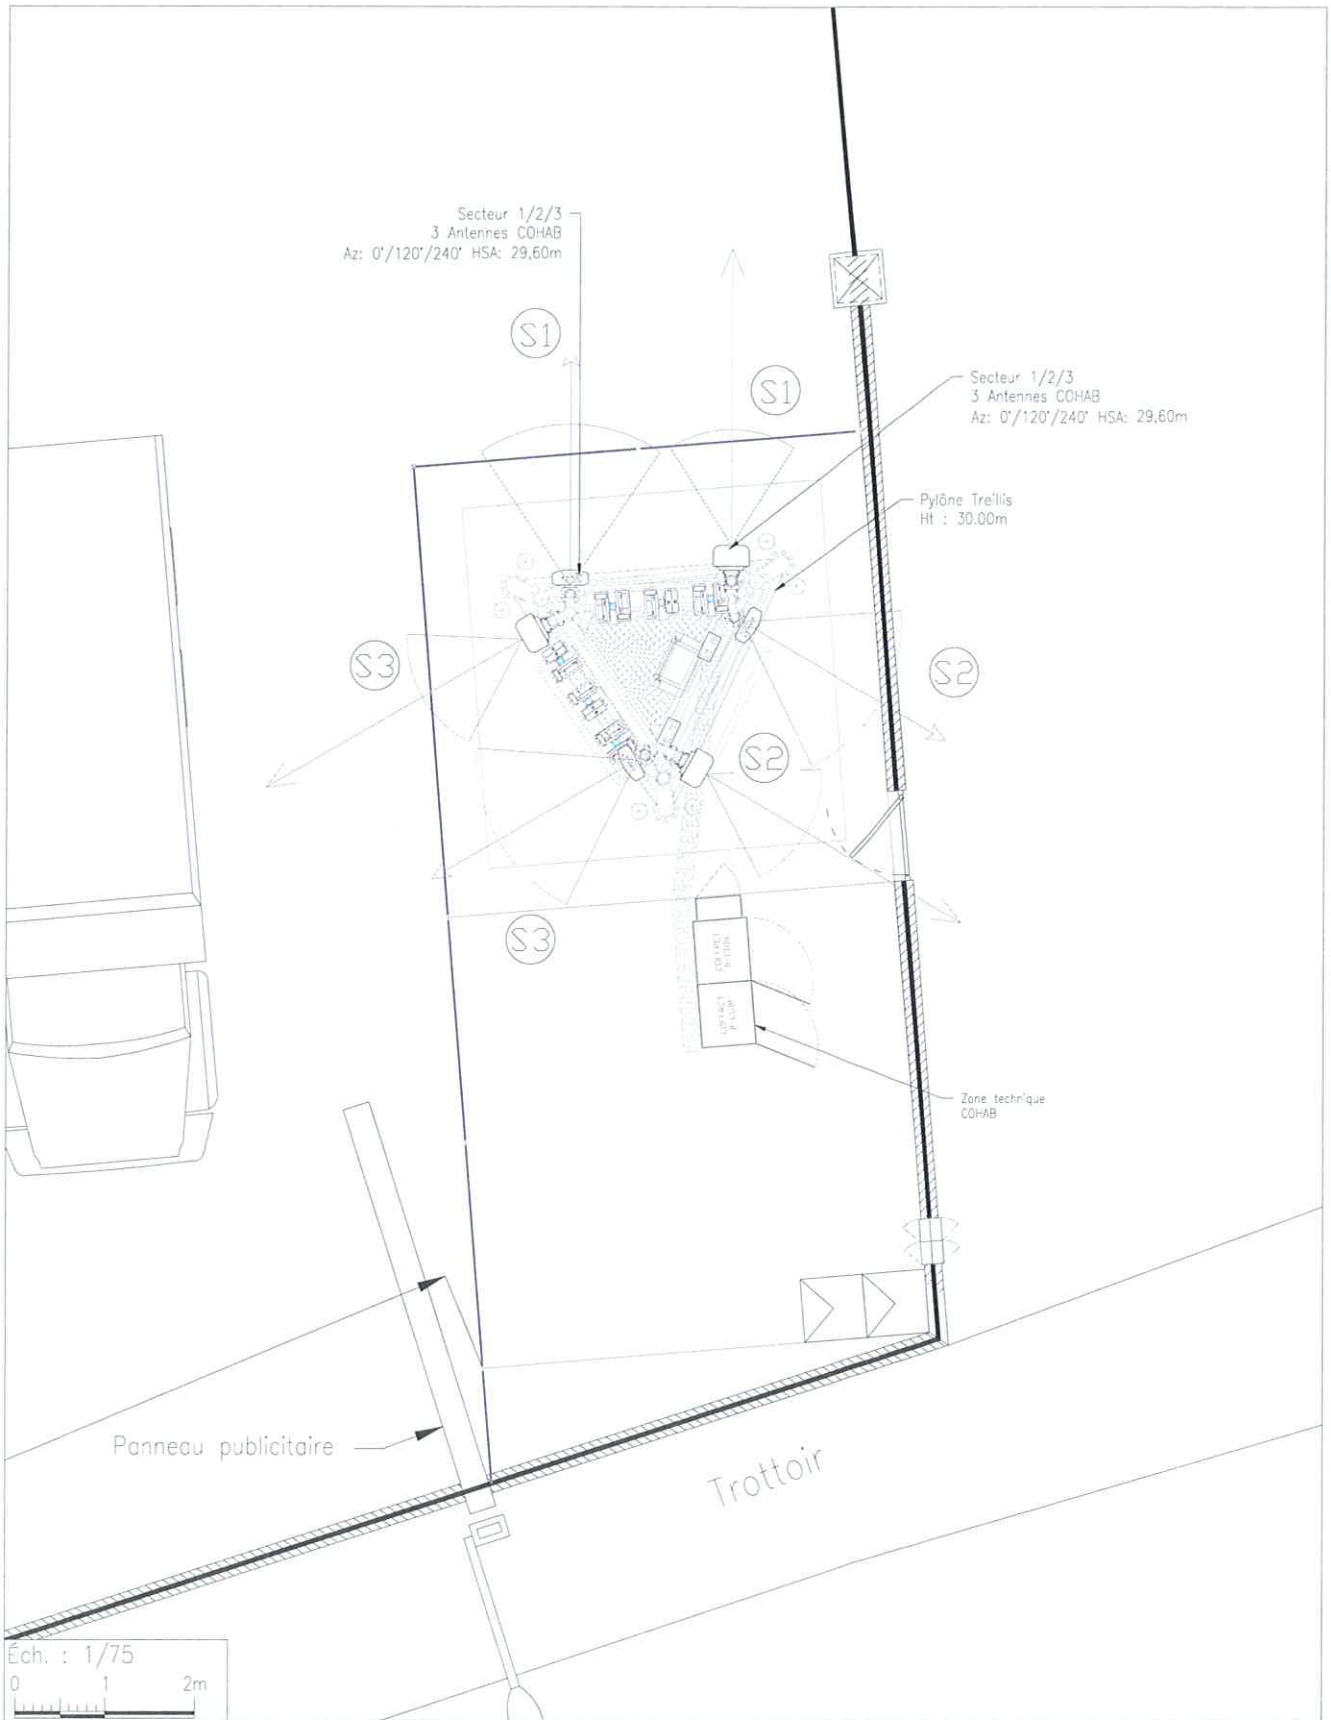 Secteur 1/2/3
3 Antennes COHAB
Az: 0°/120°/240° HSA: 29,60m
S1
S1
Secteur 1/2/3
3 Antennes COHAB
Az: 0°/120°/240° HSA: 29,60m
Pylône Treillis
Ht : 30.00m
S3
S2
S2
S3
COFFRET
COFFRET
Zone technique
COHAB
Panneau publicitaire
Trottoir
Éch. : 1/75
0 1 2m